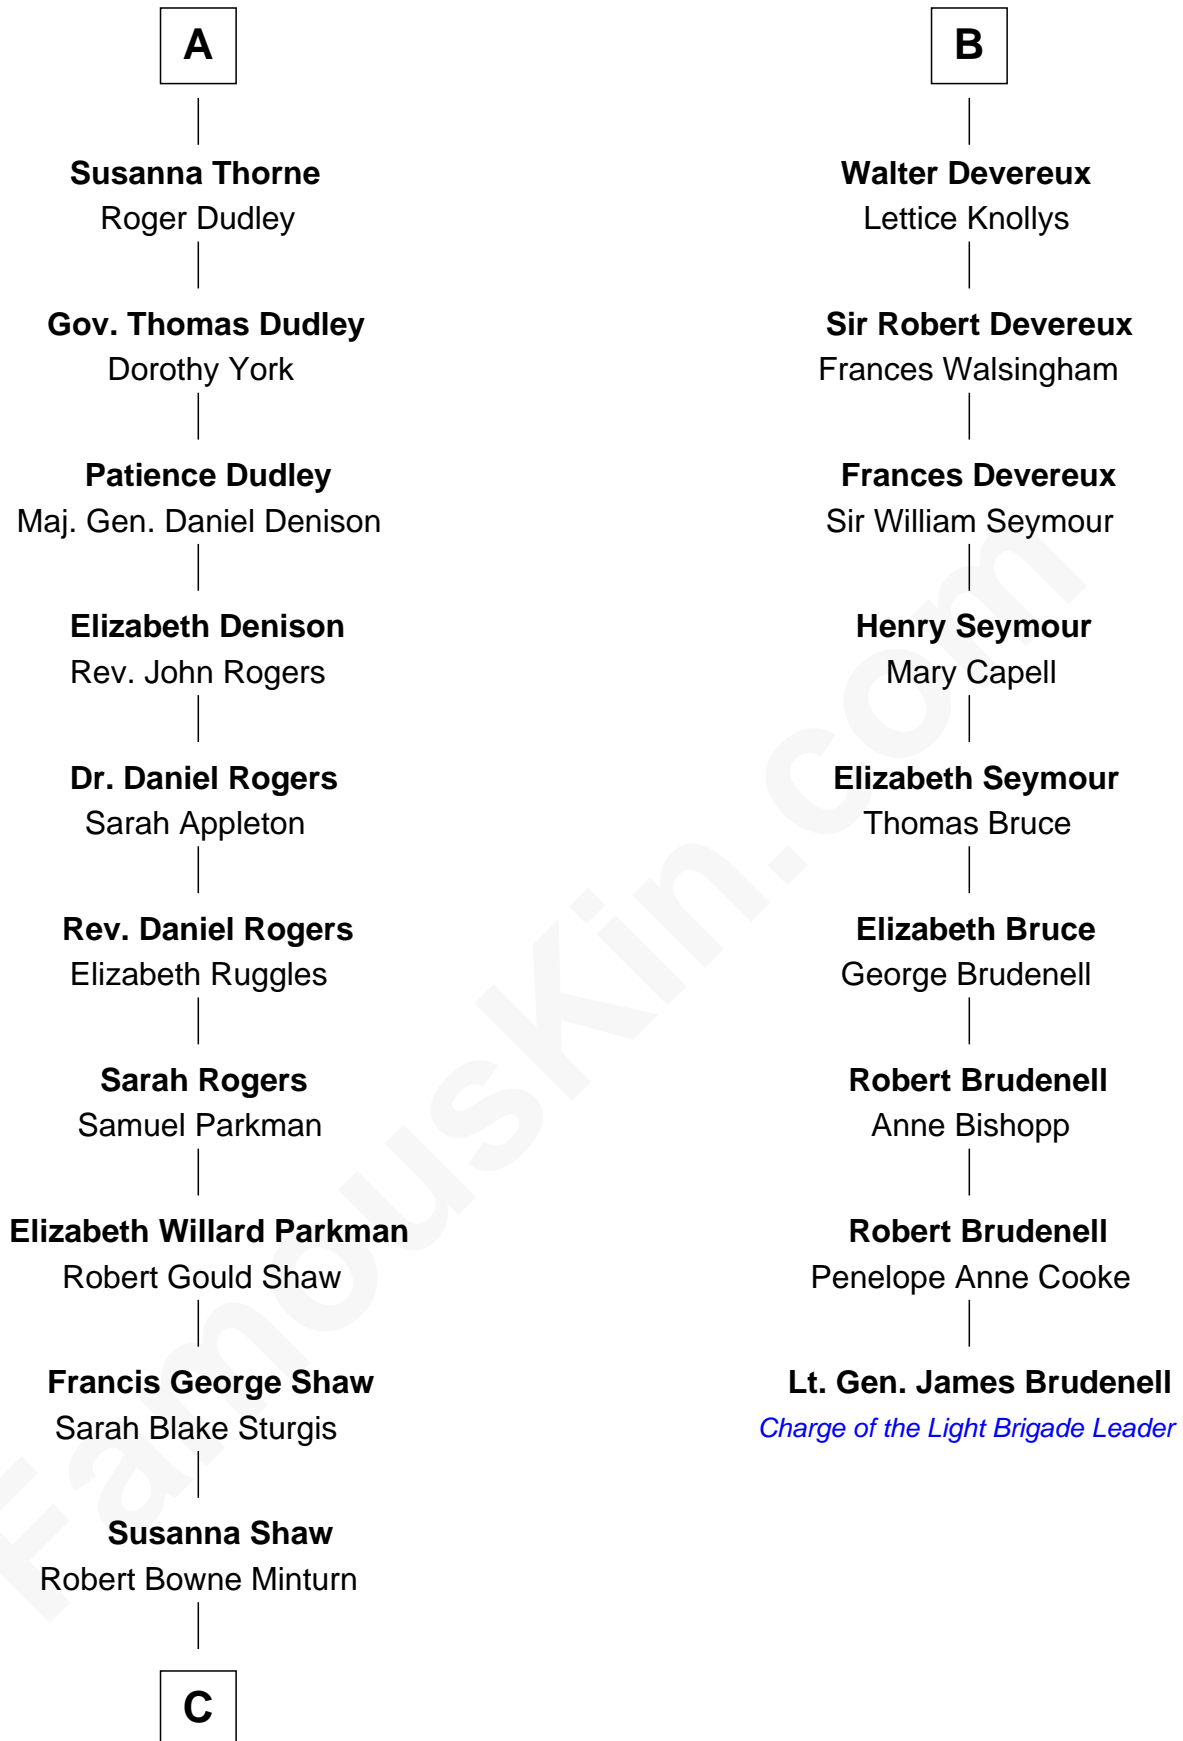 A
Susanna Thorne
Roger Dudley
Gov. Thomas Dudley
Dorothy York
Patience Dudley
Maj. Gen. Daniel Denison
Elizabeth Denison
Rev. John Rogers
Dr. Daniel Rogers
Sarah Appleton
Rev. Daniel Rogers
Elizabeth Ruggles
Sarah Rogers
Samuel Parkman
Elizabeth Willard Parkman
Robert Gould Shaw
Francis George Shaw
Sarah Blake Sturgis
Susanna Shaw
Robert Bowne Minturn
C
B
Walter Devereux
Lettice Knollys
Sir Robert Devereux
Frances Walsingham
Frances Devereux
Sir William Seymour
Henry Seymour
Mary Capell
Elizabeth Seymour
Thomas Bruce
Elizabeth Bruce
George Brudenell
Robert Brudenell
Anne Bishopp
Robert Brudenell
Penelope Anne Cooke
Lt. Gen. James Brudenell
Charge of the Light Brigade Leader
FamousKin.com